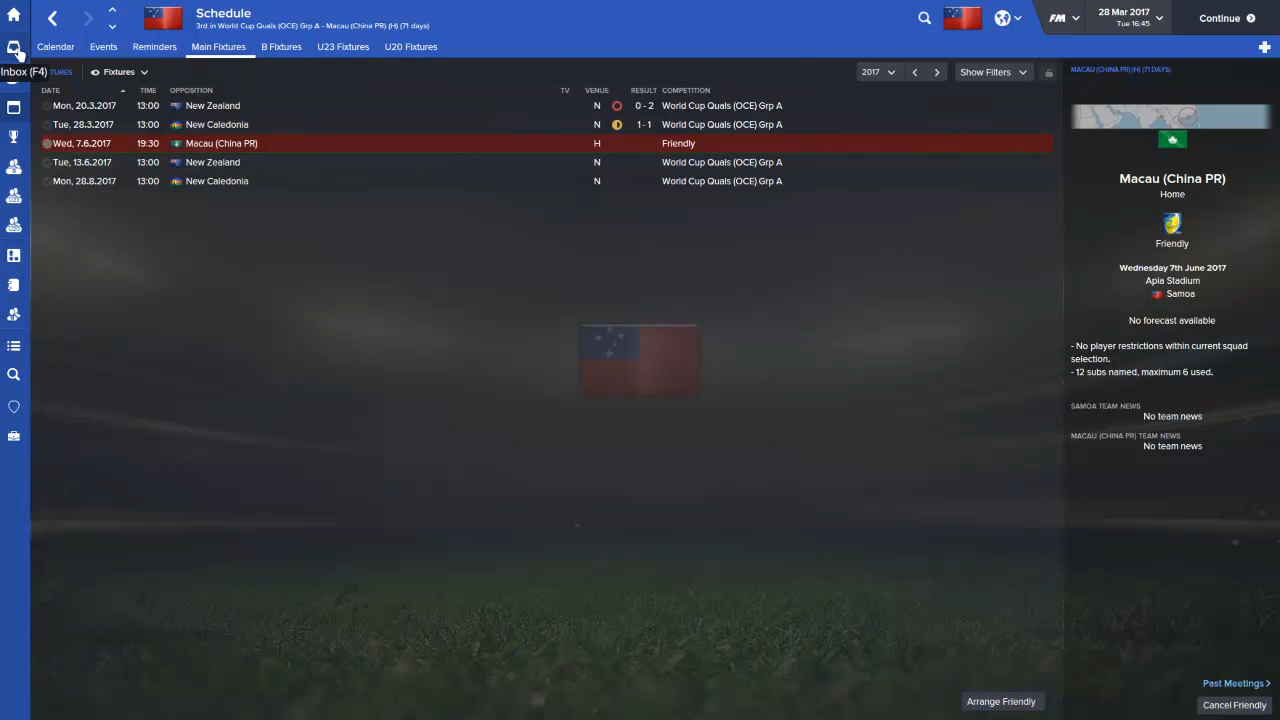 Schedule
3rd in World Cup Quals (OCE) Grp A - Macau (China PR) (H) (71 days)
FM
28 Mar 2017
Tue 16:45
Continue
Calendar
Events
Reminders
Main Fixtures
B Fixtures
U23 Fixtures
U20 Fixtures
Inbox (F4)
Fixtures
2017
Show Filters
DATE TIME OPPOSITION TV VENUE RESULT COMPETITION
Mon, 20.3.2017 13:00 New Zealand N 0 - 2 World Cup Quals (OCE) Grp A
Tue, 28.3.2017 13:00 New Caledonia N 1 - 1 World Cup Quals (OCE) Grp A
Wed, 7.6.2017 19:30 Macau (China PR) H Friendly
Tue, 13.6.2017 13:00 New Zealand N World Cup Quals (OCE) Grp A
Mon, 28.8.2017 13:00 New Caledonia N World Cup Quals (OCE) Grp A
MACAU (CHINA PR) (H) (71 DAYS)
Macau (China PR)
Home
Friendly
Wednesday 7th June 2017
Apia Stadium
Samoa
No forecast available
- No player restrictions within current squad
selection.
- 12 subs named, maximum 6 used.
SAMOA TEAM NEWS
No team news
MACAU (CHINA PR) TEAM NEWS
No team news
Past Meetings >
Arrange Friendly
Cancel Friendly